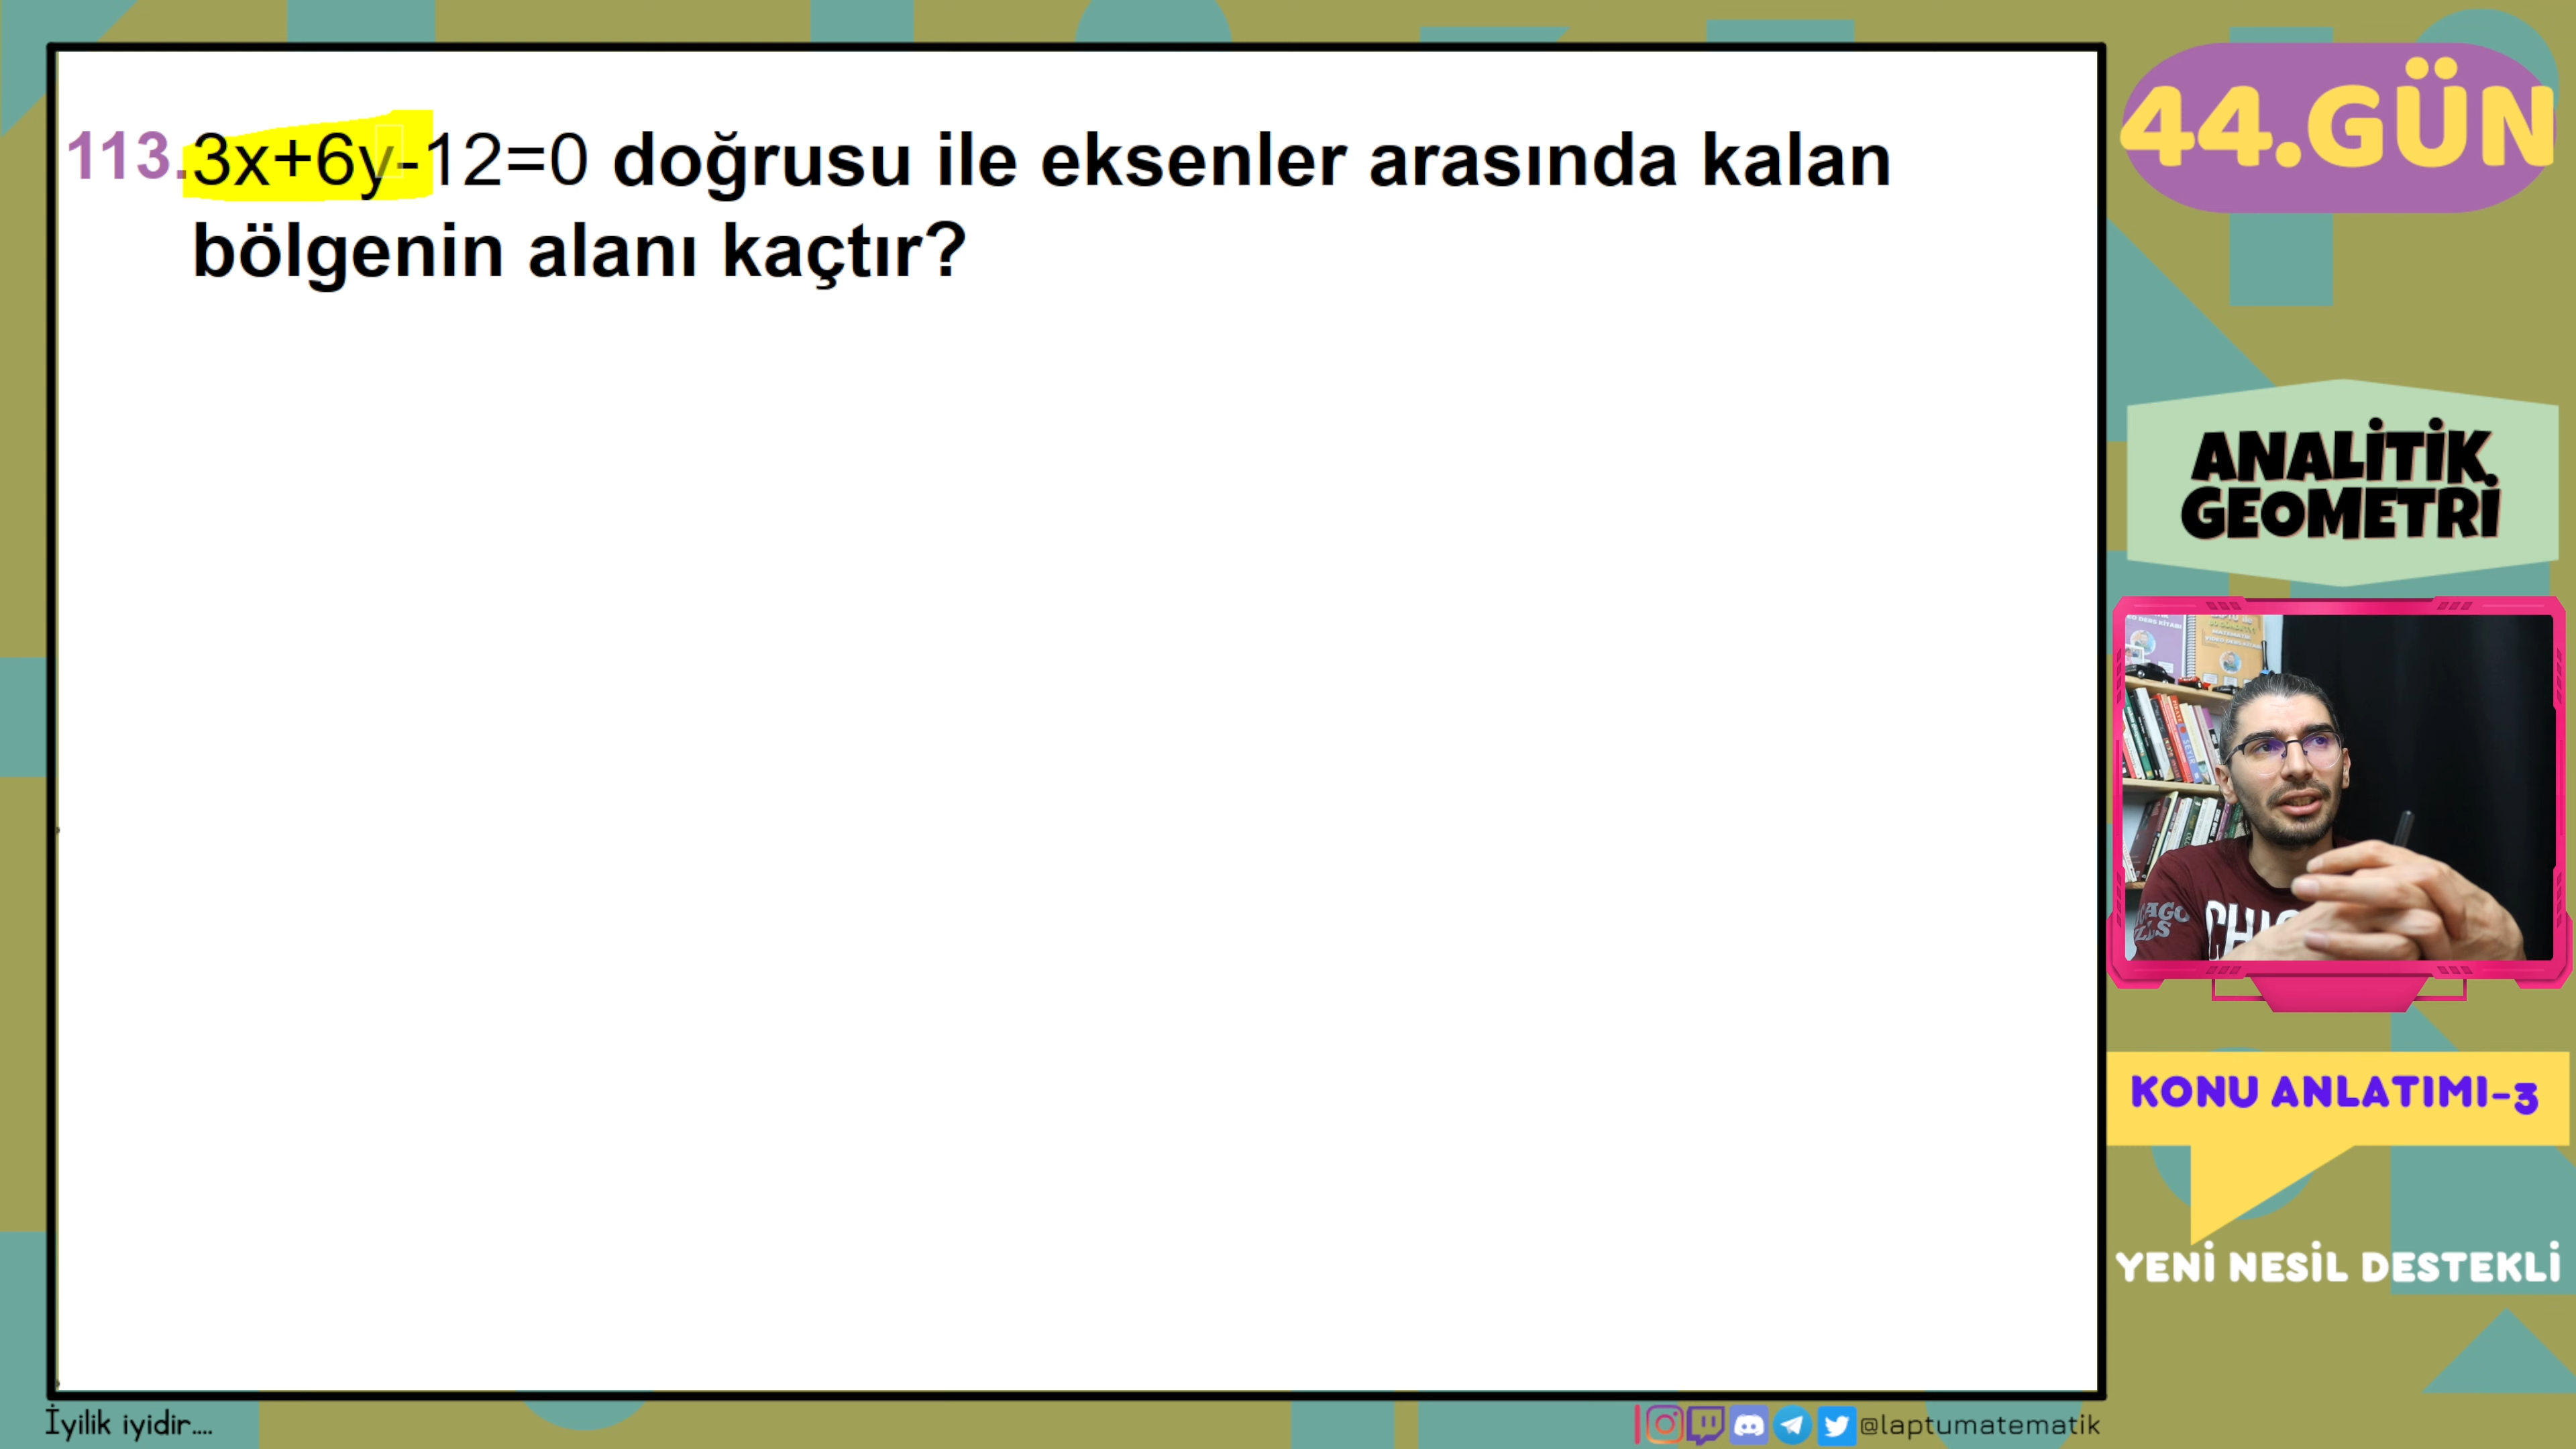 44.GÜN
113. 3x+6y-12=0 doğrusu ile eksenler arasında kalan
bölgenin alanı kaçtır?
ANALİTİK
GEOMETRİ
KONU ANLATIMI-3
YENİ NESİL DESTEKLİ
İyilik iyidir....
@laptumatematik